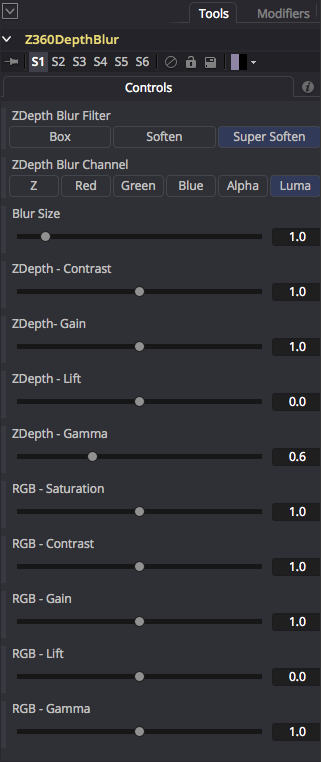 Tools Modifiers
Z360DepthBlur
S1 S2 S3 S4 S5 S6
Controls
ZDepth Blur Filter
Box Soften Super Soften
ZDepth Blur Channel
Z Red Green Blue Alpha Luma
Blur Size
1.0
ZDepth - Contrast
1.0
ZDepth- Gain
1.0
ZDepth - Lift
0.0
ZDepth - Gamma
0.6
RGB - Saturation
1.0
RGB - Contrast
1.0
RGB - Gain
1.0
RGB - Lift
0.0
RGB - Gamma
1.0